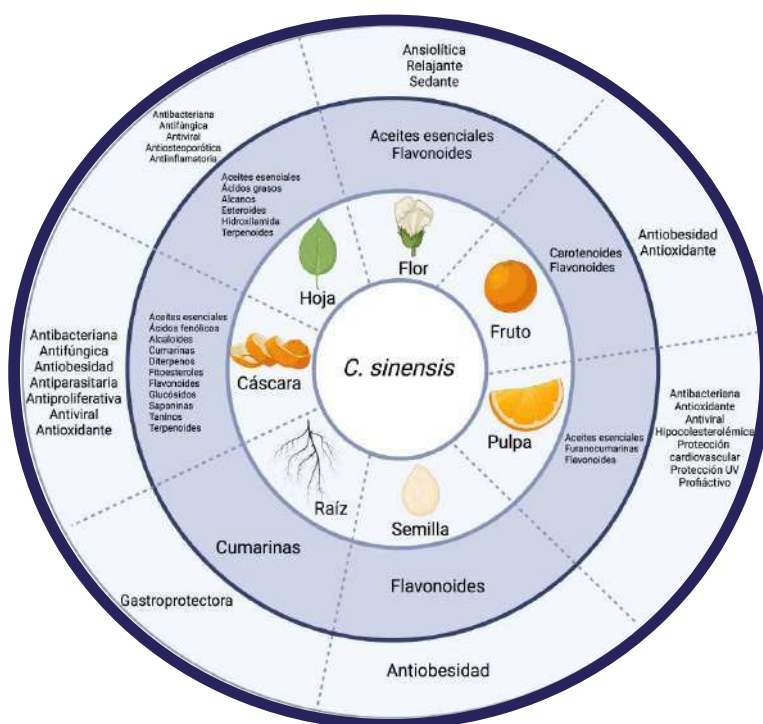 Ansiolítica
Relajante
Sedante
Aceites esenciales
Flavonoides
Flor
Antiobesidad
Antioxidante
Carotenoides
Flavonoides
Fruto
Antibacteriana
Antioxidante
Antiviral
Hipocolesterolémica
Protección
cardiovascular
Protección UV
Profiláctivo
Aceites esenciales
Furanocumarinas
Flavonoides
Pulpa
Antiobesidad
Flavonoides
Semilla
Gastroprotectora
Cumarinas
Raíz
Antibacteriana
Antifúngica
Antiobesidad
Antiparasitaria
Antiproliferativa
Antiviral
Antioxidante
Aceites esenciales
Ácidos fenólicos
Alcaloides
Cumarinas
Diterpenos
Fitoesteroles
Flavonoides
Glucósidos
Saponinas
Taninos
Terpenoides
Cáscara
Antibacteriana
Antifúngica
Antiviral
Antiosteoporótica
Antiinflamatoria
Aceites esenciales
Ácidos grasos
Alcanos
Esteroides
Hidroxilamida
Terpenoides
Hoja
C. sinensis